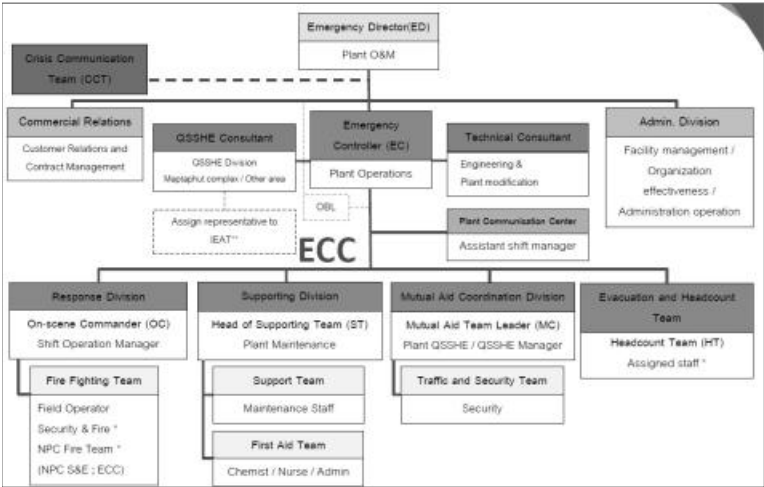 Emergency Director(ED)
Plant O&M
Crisis Communication
Team (CCT)
Commercial Relations
Customer Relations and
Contract Management
QSSHE Consultant
QSSHE Division
Maptaphut complex / Other area
Assign representative to
IEAT**
Emergency
Controller (EC)
Plant Operations
OBL
Technical Consultant
Engineering &
Plant modification
Plant Communication Center
Assistant shift manager
Admin. Division
Facility management /
Organization
effectiveness /
Administration operation
ECC
Response Division
On-scene Commander (OC)
Shift Operation Manager
Fire Fighting Team
Field Operator
Security & Fire *
NPC Fire Team *
(NPC S&E ; ECC)
Supporting Division
Head of Supporting Team (ST)
Plant Maintenance
Support Team
Maintenance Staff
First Aid Team
Chemist / Nurse / Admin
Mutual Aid Coordination Division
Mutual Aid Team Leader (MC)
Plant QSSHE / QSSHE Manager
Traffic and Security Team
Security
Evacuation and Headcount
Team
Headcount Team (HT)
Assigned staff *